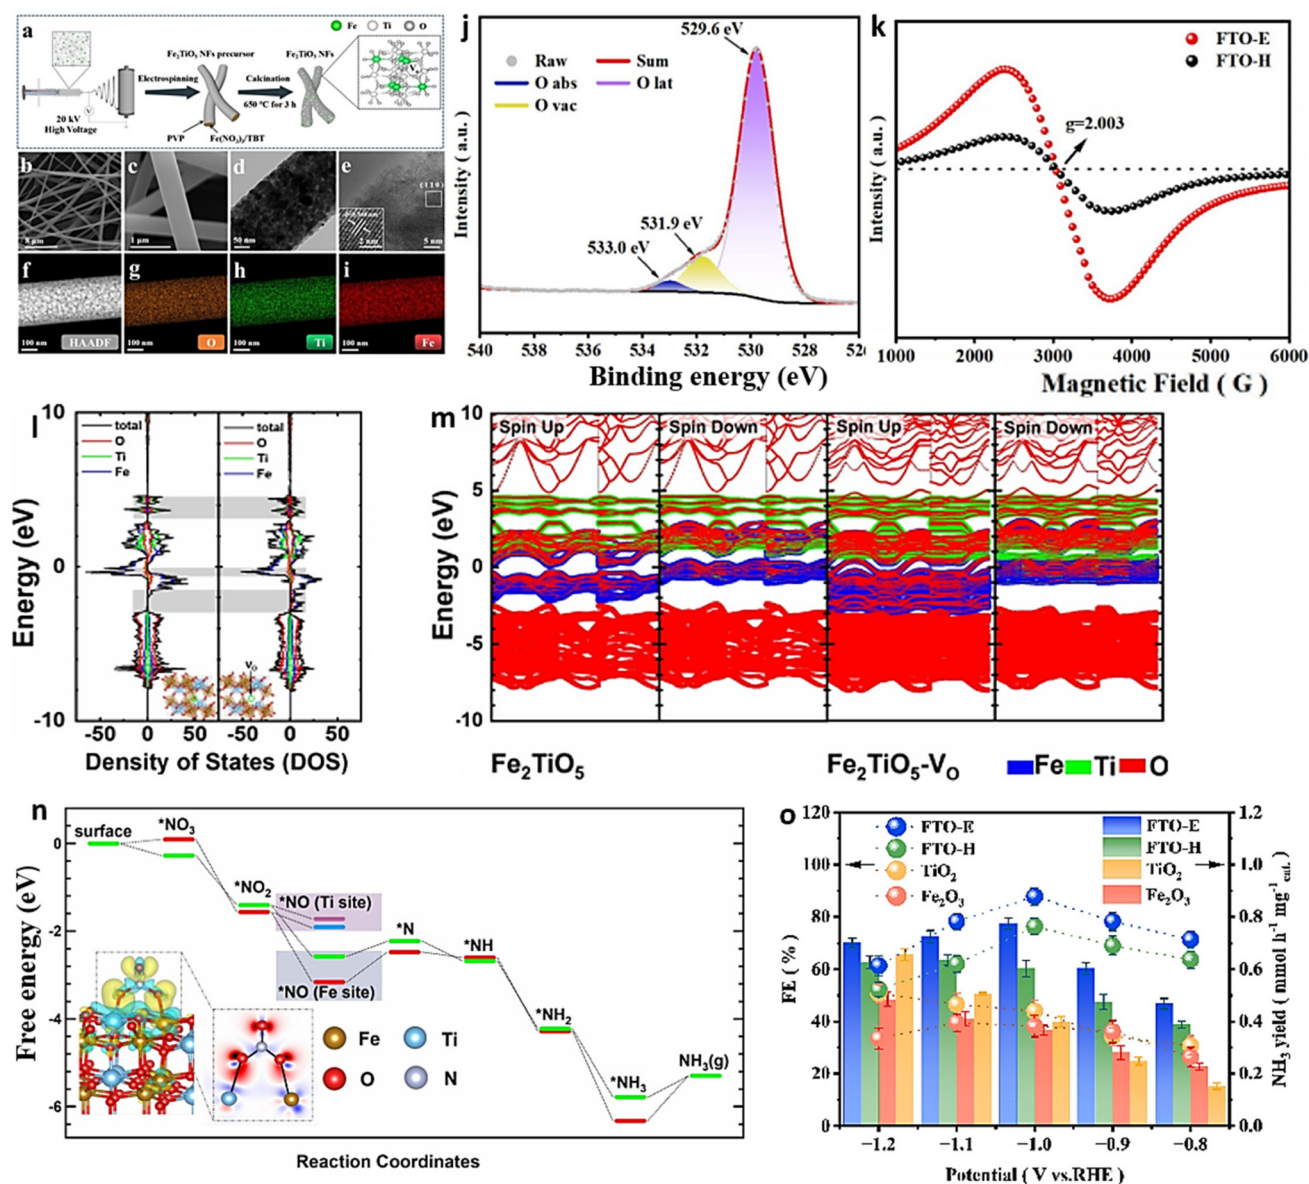 a
Fe
Ti
O
Fe2TiO5 NFs precursor
Fe2TiO5 NFs
Electrospinning
Calcination
650 °C for 3 h
20 kV
High Voltage
V
PVP
Fe(NO3)3/TBT
b
8 μm
c
1 μm
d
50 nm
e
(110)
2 nm
5 nm
f
100 nm
HAADF
g
100 nm
O
h
100 nm
Ti
i
100 nm
Fe
j
529.6 eV
Raw
Sum
O abs
O lat
O vac
531.9 eV
533.0 eV
Intensity ( a.u. )
540 538 536 534 532 530 528 526
Binding energy (eV)
k
FTO-E
FTO-H
g=2.003
Intensity ( a.u. )
1000 2000 3000 4000 5000 6000
Magnetic Field ( G )
l
10
total
O
Ti
Fe
total
O
Ti
Fe
5
0
-5
-10
Energy (eV)
VO
-50 0 50 -50 0 50
Density of States (DOS)
m
10
Spin Up
Spin Down
Spin Up
Spin Down
5
0
-5
-10
Energy (eV)
Fe2TiO5
Fe2TiO5-VO
Fe
Ti
O
n
surface
*NO3
*NO2
*NO (Ti site)
*N
*NH
*NO (Fe site)
*NH2
*NH3
NH3(g)
0
-2
-4
-6
Free energy (eV)
Fe
Ti
O
N
Reaction Coordinates
o
FTO-E
FTO-H
TiO2
Fe2O3
FTO-E
FTO-H
TiO2
Fe2O3
120
100
80
60
40
20
0
FE ( % )
1.2
1.0
0.8
0.6
0.4
0.2
0.0
NH3 yield ( mmol h-1 mg-1cat. )
−1.2 −1.1 −1.0 −0.9 −0.8
Potential ( V vs.RHE )